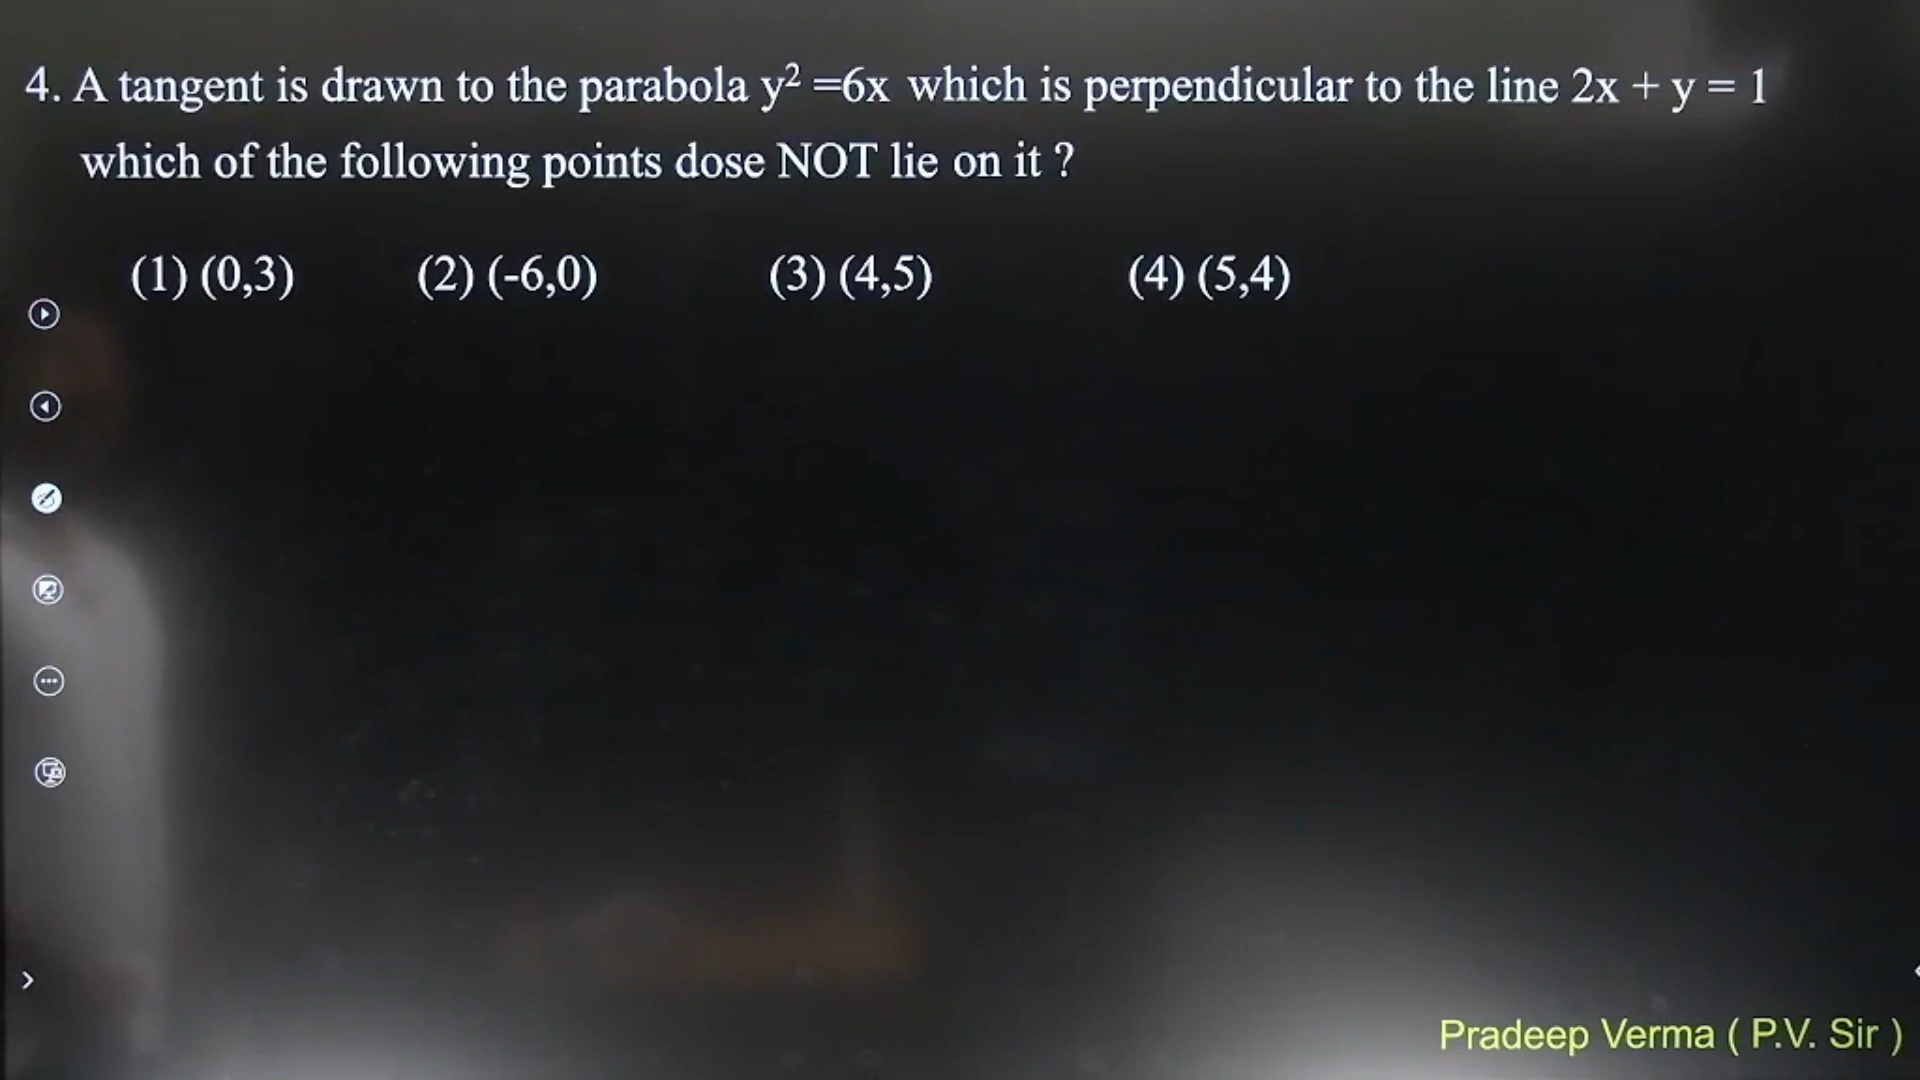 4. A tangent is drawn to the parabola y² =6x which is perpendicular to the line 2x + y = 1
which of the following points dose NOT lie on it ?
(1) (0,3) (2) (-6,0) (3) (4,5) (4) (5,4)
Pradeep Verma ( P.V. Sir )